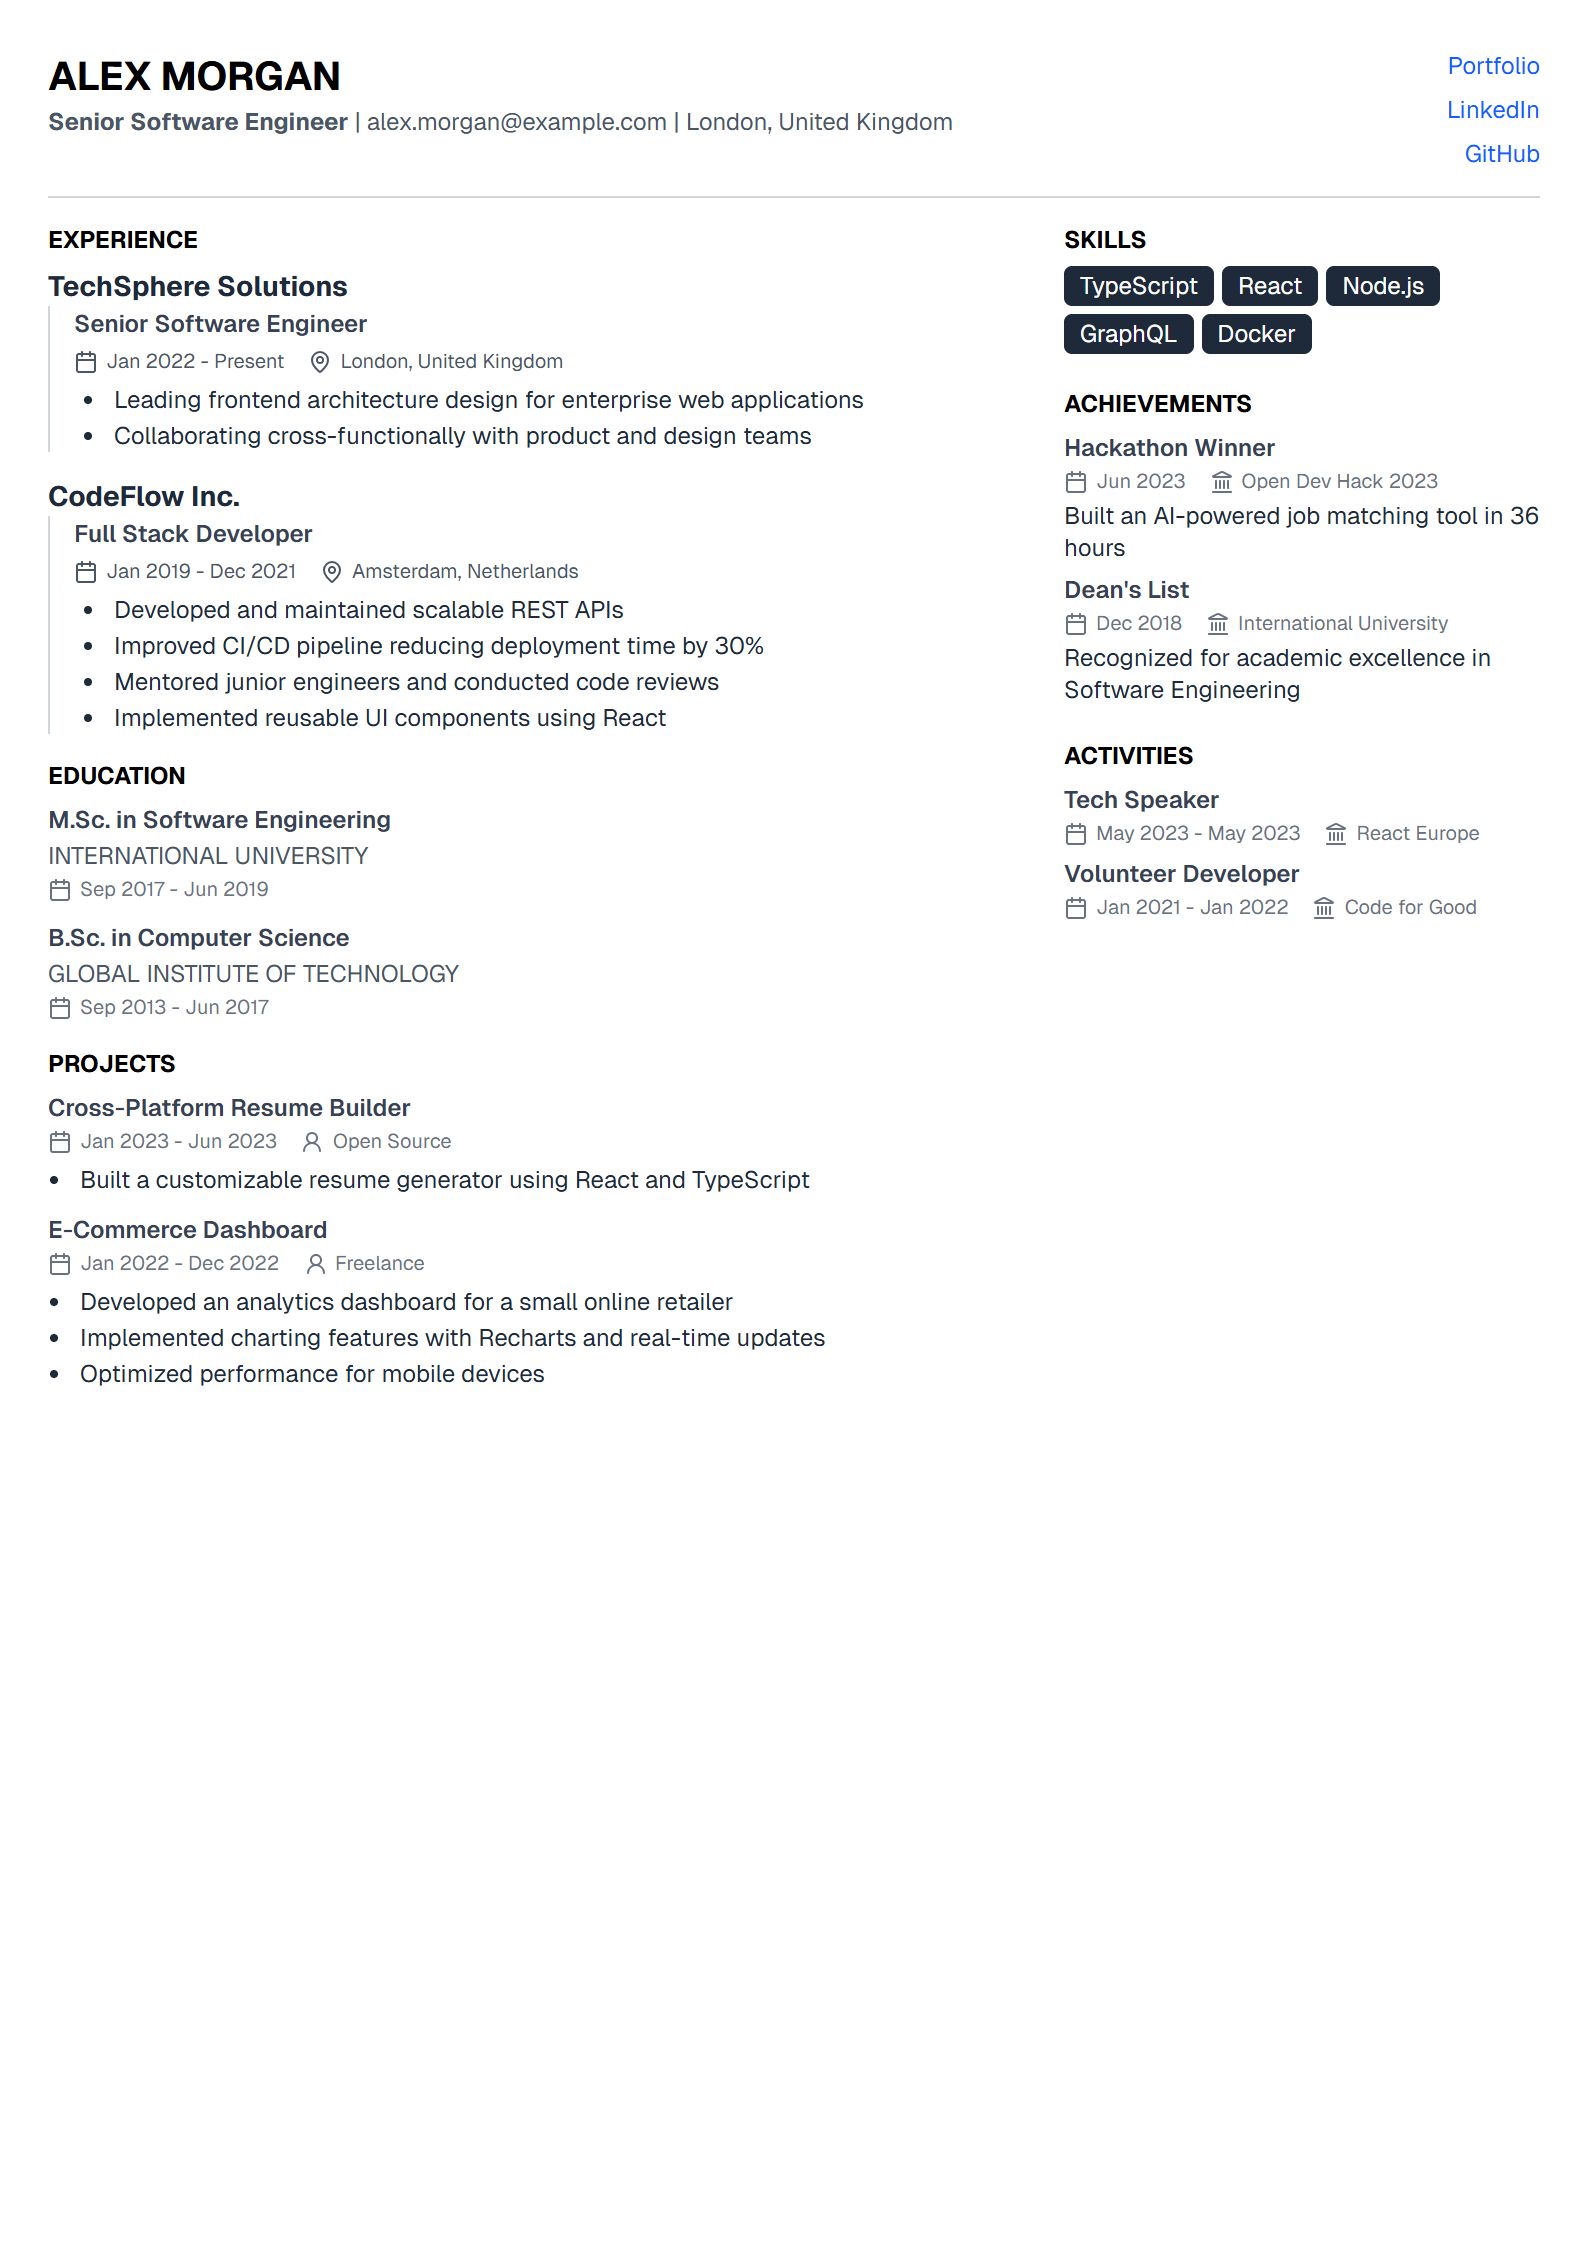 ALEX MORGAN
Senior Software Engineer | alex.morgan@example.com | London, United Kingdom
Portfolio
LinkedIn
GitHub
EXPERIENCE
TechSphere Solutions
Senior Software Engineer
Jan 2022 - Present London, United Kingdom
• Leading frontend architecture design for enterprise web applications
• Collaborating cross-functionally with product and design teams
CodeFlow Inc.
Full Stack Developer
Jan 2019 - Dec 2021 Amsterdam, Netherlands
• Developed and maintained scalable REST APIs
• Improved CI/CD pipeline reducing deployment time by 30%
• Mentored junior engineers and conducted code reviews
• Implemented reusable UI components using React
EDUCATION
M.Sc. in Software Engineering
INTERNATIONAL UNIVERSITY
Sep 2017 - Jun 2019
B.Sc. in Computer Science
GLOBAL INSTITUTE OF TECHNOLOGY
Sep 2013 - Jun 2017
PROJECTS
Cross-Platform Resume Builder
Jan 2023 - Jun 2023 Open Source
• Built a customizable resume generator using React and TypeScript
E-Commerce Dashboard
Jan 2022 - Dec 2022 Freelance
• Developed an analytics dashboard for a small online retailer
• Implemented charting features with Recharts and real-time updates
• Optimized performance for mobile devices
SKILLS
TypeScript React Node.js
GraphQL Docker
ACHIEVEMENTS
Hackathon Winner
Jun 2023 Open Dev Hack 2023
Built an AI-powered job matching tool in 36
hours
Dean's List
Dec 2018 International University
Recognized for academic excellence in
Software Engineering
ACTIVITIES
Tech Speaker
May 2023 - May 2023 React Europe
Volunteer Developer
Jan 2021 - Jan 2022 Code for Good